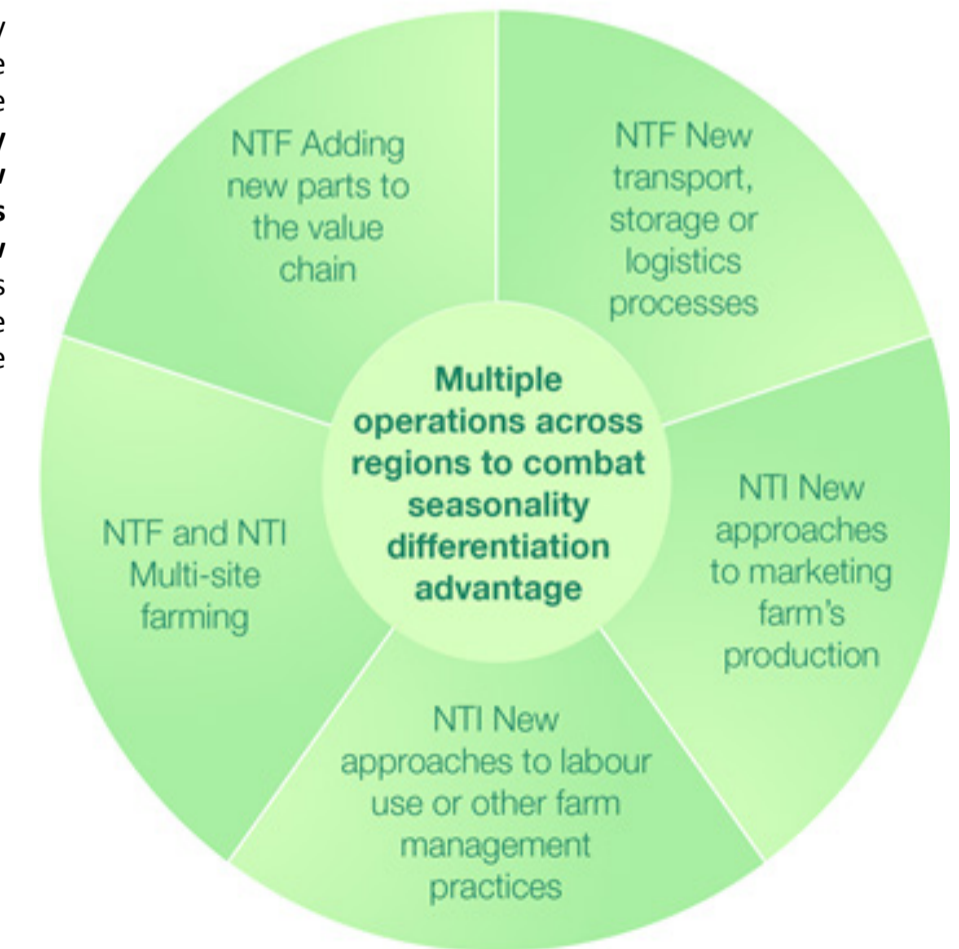 NTF Adding
new parts to
the value
chain
NTF New
transport,
storage or
logistics
processes
Multiple
operations across
regions to combat
seasonality
differentiation
advantage
NTF and NTI
Multi-site
farming
NTI New
approaches
to marketing
farm's
production
NTI New
approaches to labour
use or other farm
management
practices